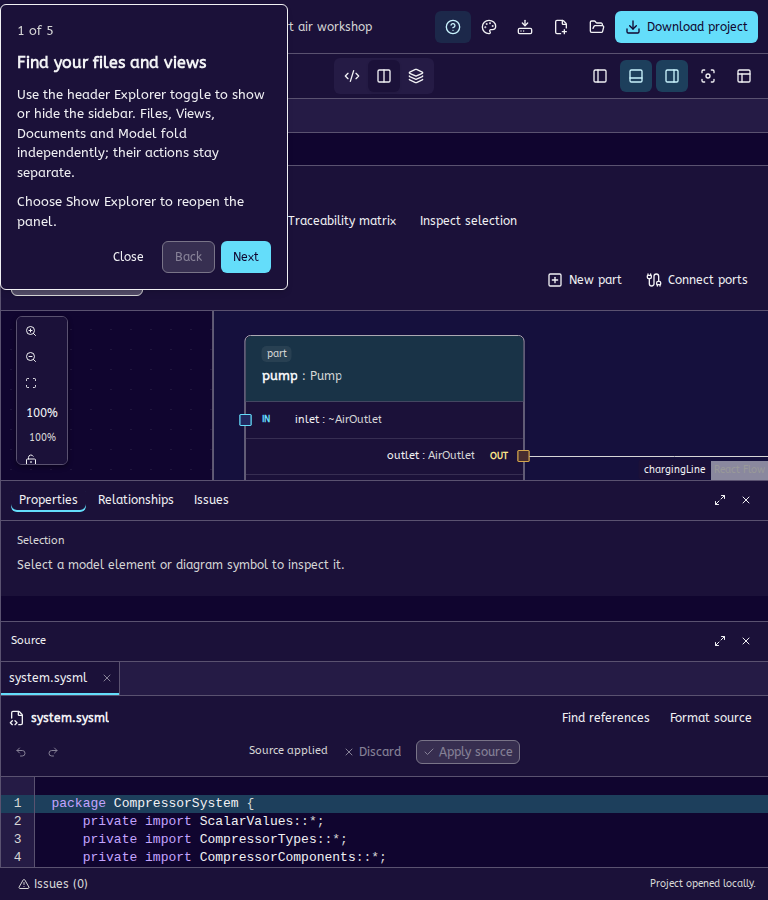 1 of 5
Find your files and views
Use the header Explorer toggle to show
or hide the sidebar. Files, Views,
Documents and Model fold
independently; their actions stay
separate.
Choose Show Explorer to reopen the
panel.
Close
Back
Next
t air workshop
Download project
Traceability matrix
Inspect selection
New part
Connect ports
100%
100%
part
pump : Pump
IN
inlet : ~AirOutlet
outlet : AirOutlet
OUT
chargingLine
React Flow
Properties
Relationships
Issues
Selection
Select a model element or diagram symbol to inspect it.
Source
system.sysml
system.sysml
Find references
Format source
Source applied
Discard
Apply source
1 package CompressorSystem {
2 private import ScalarValues::*;
3 private import CompressorTypes::*;
4 private import CompressorComponents::*;
Issues (0)
Project opened locally.